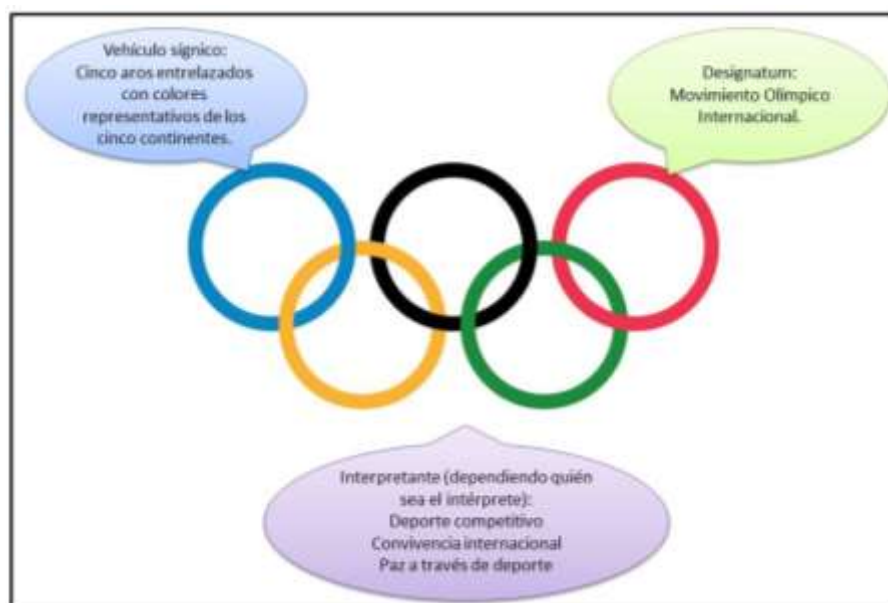 Vehículo sígnico:
Cinco aros entrelazados
con colores
representativos de los
cinco continentes.
Designatum:
Movimiento Olímpico
Internacional.
Interpretante (dependiendo quién
sea el intérprete):
Deporte competitivo
Convivencia internacional
Paz a través de deporte